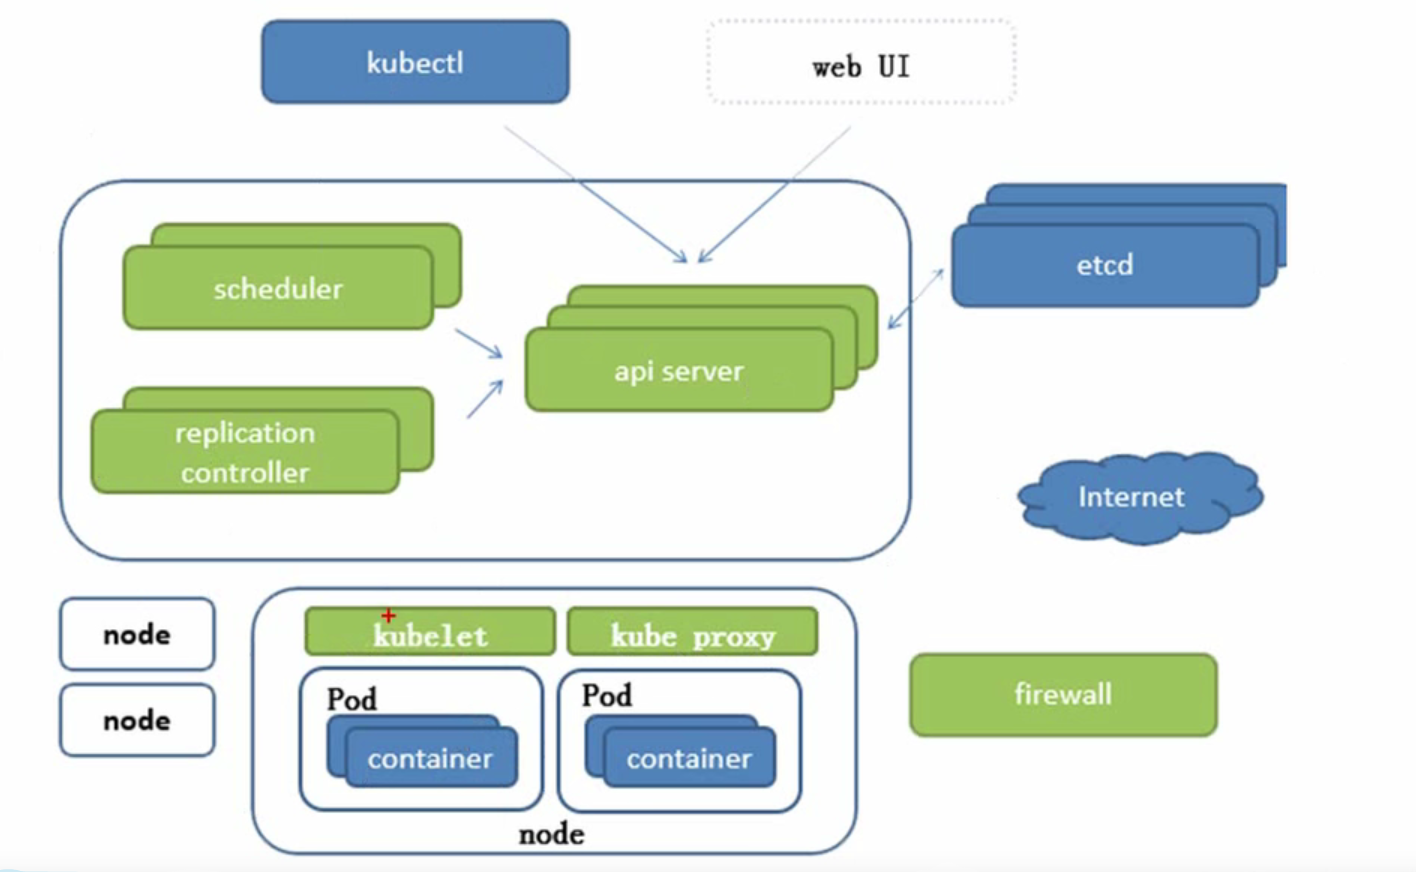 kubectl
web UI
scheduler
etcd
api server
replication
controller
Internet
node
node
kubelet
kube proxy
Pod
container
Pod
container
node
firewall